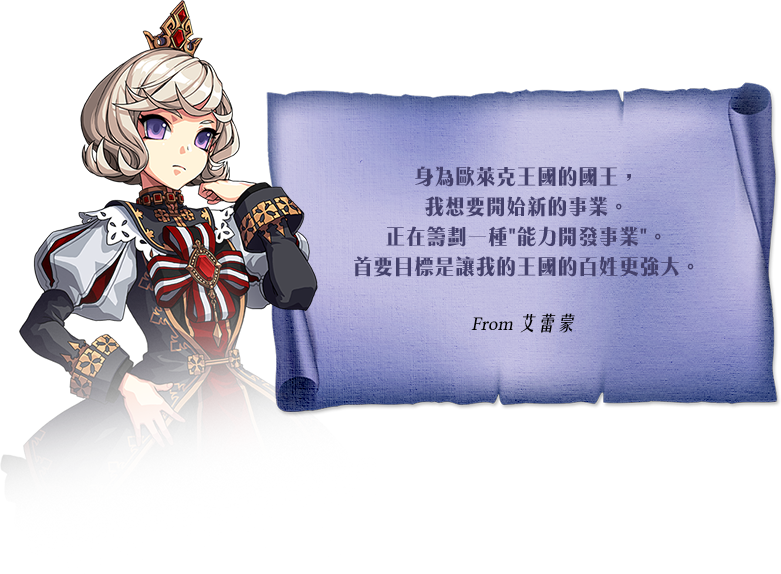 身為歐萊克王國的國王，
我想要開始新的事業。
正在籌劃一種"能力開發事業"。
首要目標是讓我的王國的百姓更強大。
From 艾蕾蒙